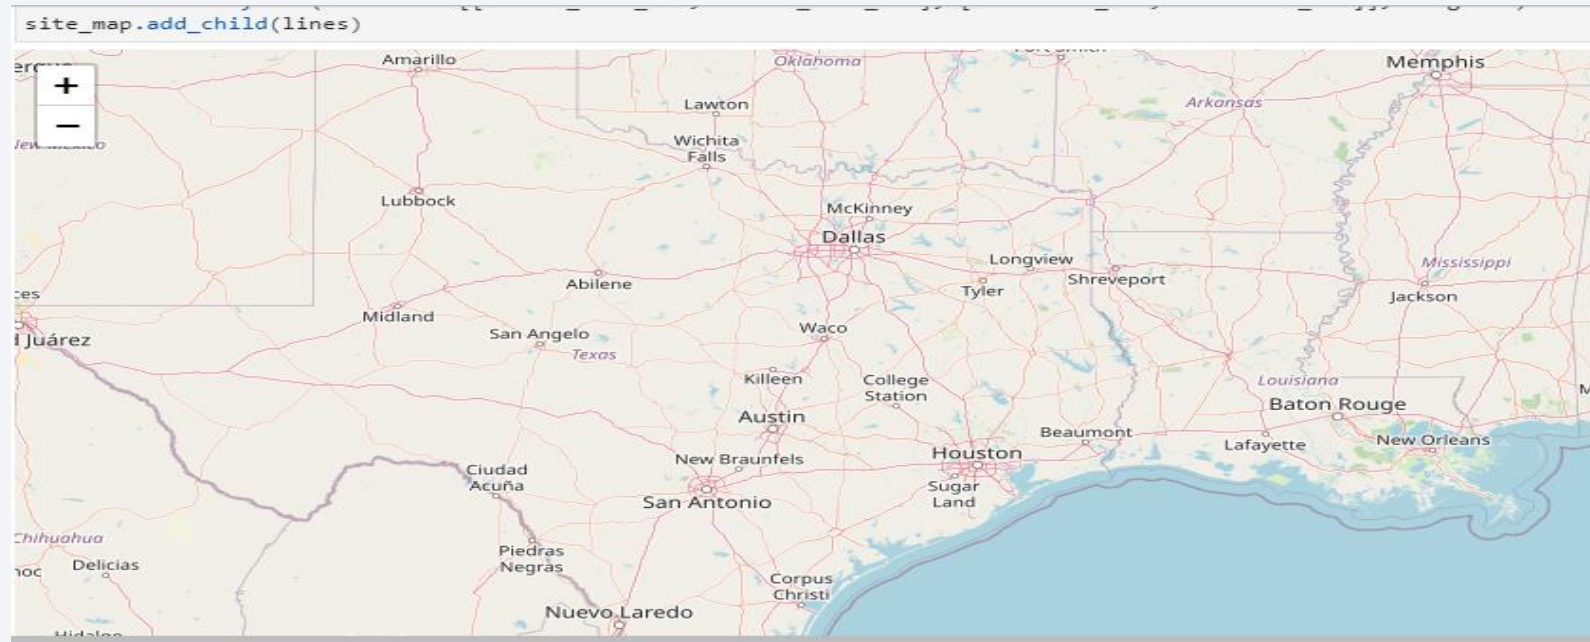 site_map.add_child(lines)
Amarillo
Oklahoma
Memphis
+
−
Lawton
Arkansas
Wichita
Falls
Lubbock
McKinney
Dallas
Longview
Shreveport
Mississippi
Abilene
Tyler
Jackson
Midland
San Angelo
Waco
Juárez
Texas
Killeen
College
Station
Louisiana
Baton Rouge
Austin
Beaumont
Lafayette
New Orleans
New Braunfels
Houston
Ciudad
Acuña
San Antonio
Sugar
Land
Chihuahua
Delicias
Piedras
Negras
Corpus
Christi
Nuevo Laredo